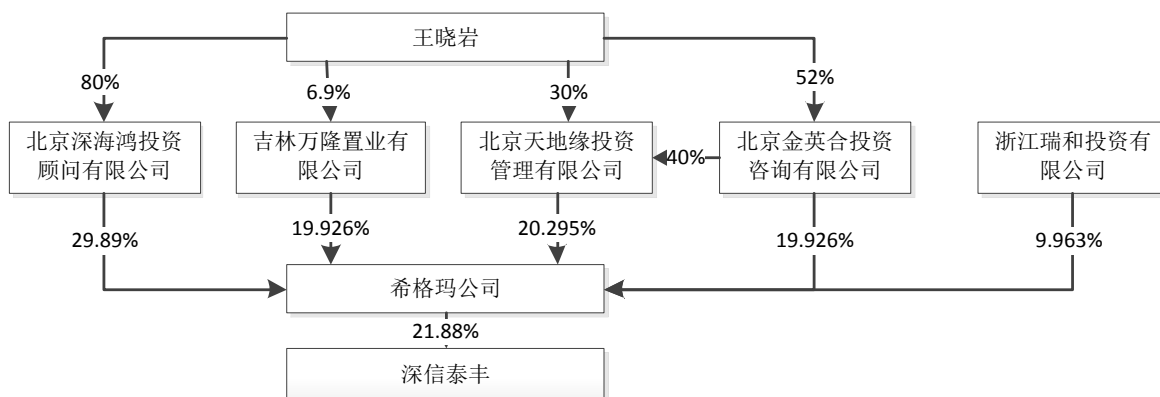 王晓岩
80%
6.9%
30%
52%
北京深海鸿投资
顾问有限公司
吉林万隆置业有
限公司
北京天地缘投资
管理有限公司
40%
北京金英合投资
咨询有限公司
浙江瑞和投资有
限公司
29.89%
19.926%
20.295%
19.926%
9.963%
希格玛公司
21.88%
深信泰丰